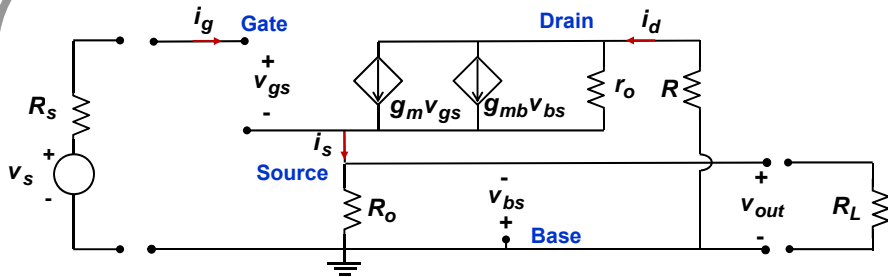 i_g Gate Drain i_d
+ v_gs -
g_m v_gs g_mb v_bs r_o R
R_s
i_s
v_s + -
Source
R_o
- v_bs +
+ v_out -
R_L
Base